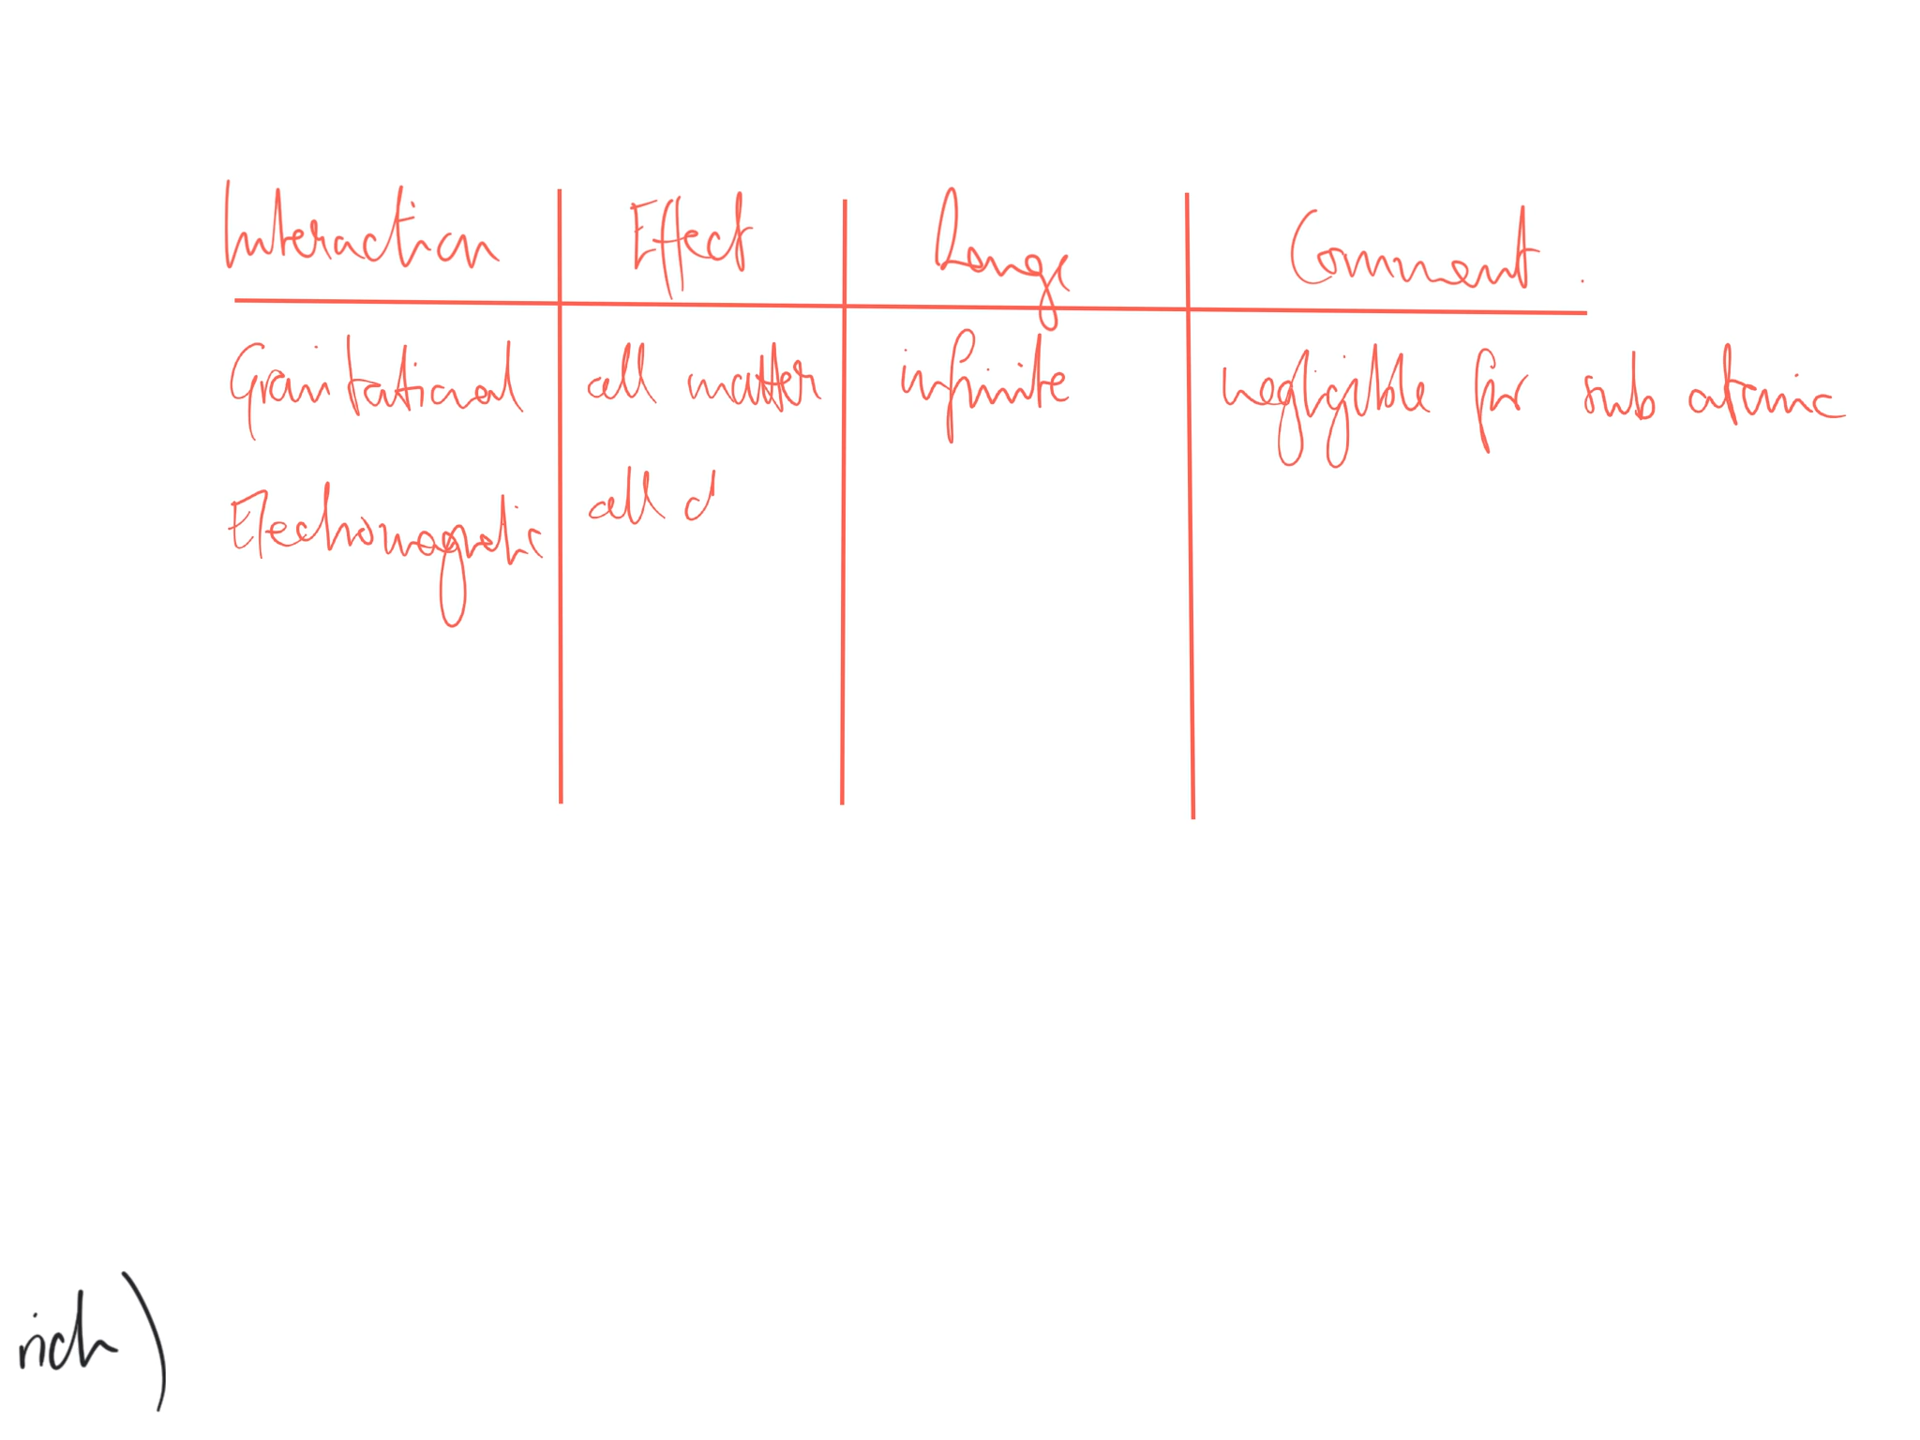 Interaction Effect Range Comment.
Gravitational all matter infinite negligible for sub atomic
Electromagnetic all d
rich)